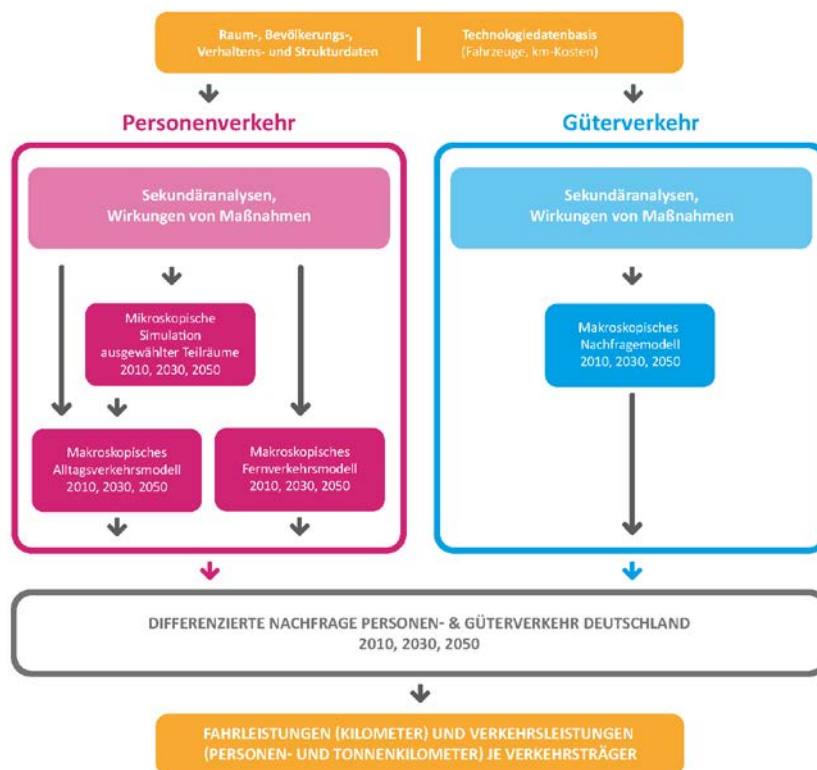 Raum-, Bevölkerungs-,
Verhaltens- und Strukturdaten
Technologiedatenbasis
(Fahrzeuge, km-Kosten)
Personenverkehr
Sekundäranalysen,
Wirkungen von Maßnahmen
Mikroskopische
Simulation
ausgewählter Teilräume
2010, 2030, 2050
Makroskopisches
Alltagsverkehrsmodell
2010, 2030, 2050
Makroskopisches
Fernverkehrsmodell
2010, 2030, 2050
Güterverkehr
Sekundäranalysen,
Wirkungen von Maßnahmen
Makroskopisches
Nachfragemodell
2010, 2030, 2050
DIFFERENZIERTE NACHFRAGE PERSONEN- & GÜTERVERKEHR DEUTSCHLAND
2010, 2030, 2050
FAHRLEISTUNGEN (KILOMETER) UND VERKEHRSLEISTUNGEN
(PERSONEN- UND TONNENKILOMETER) JE VERKEHRSTRÄGER